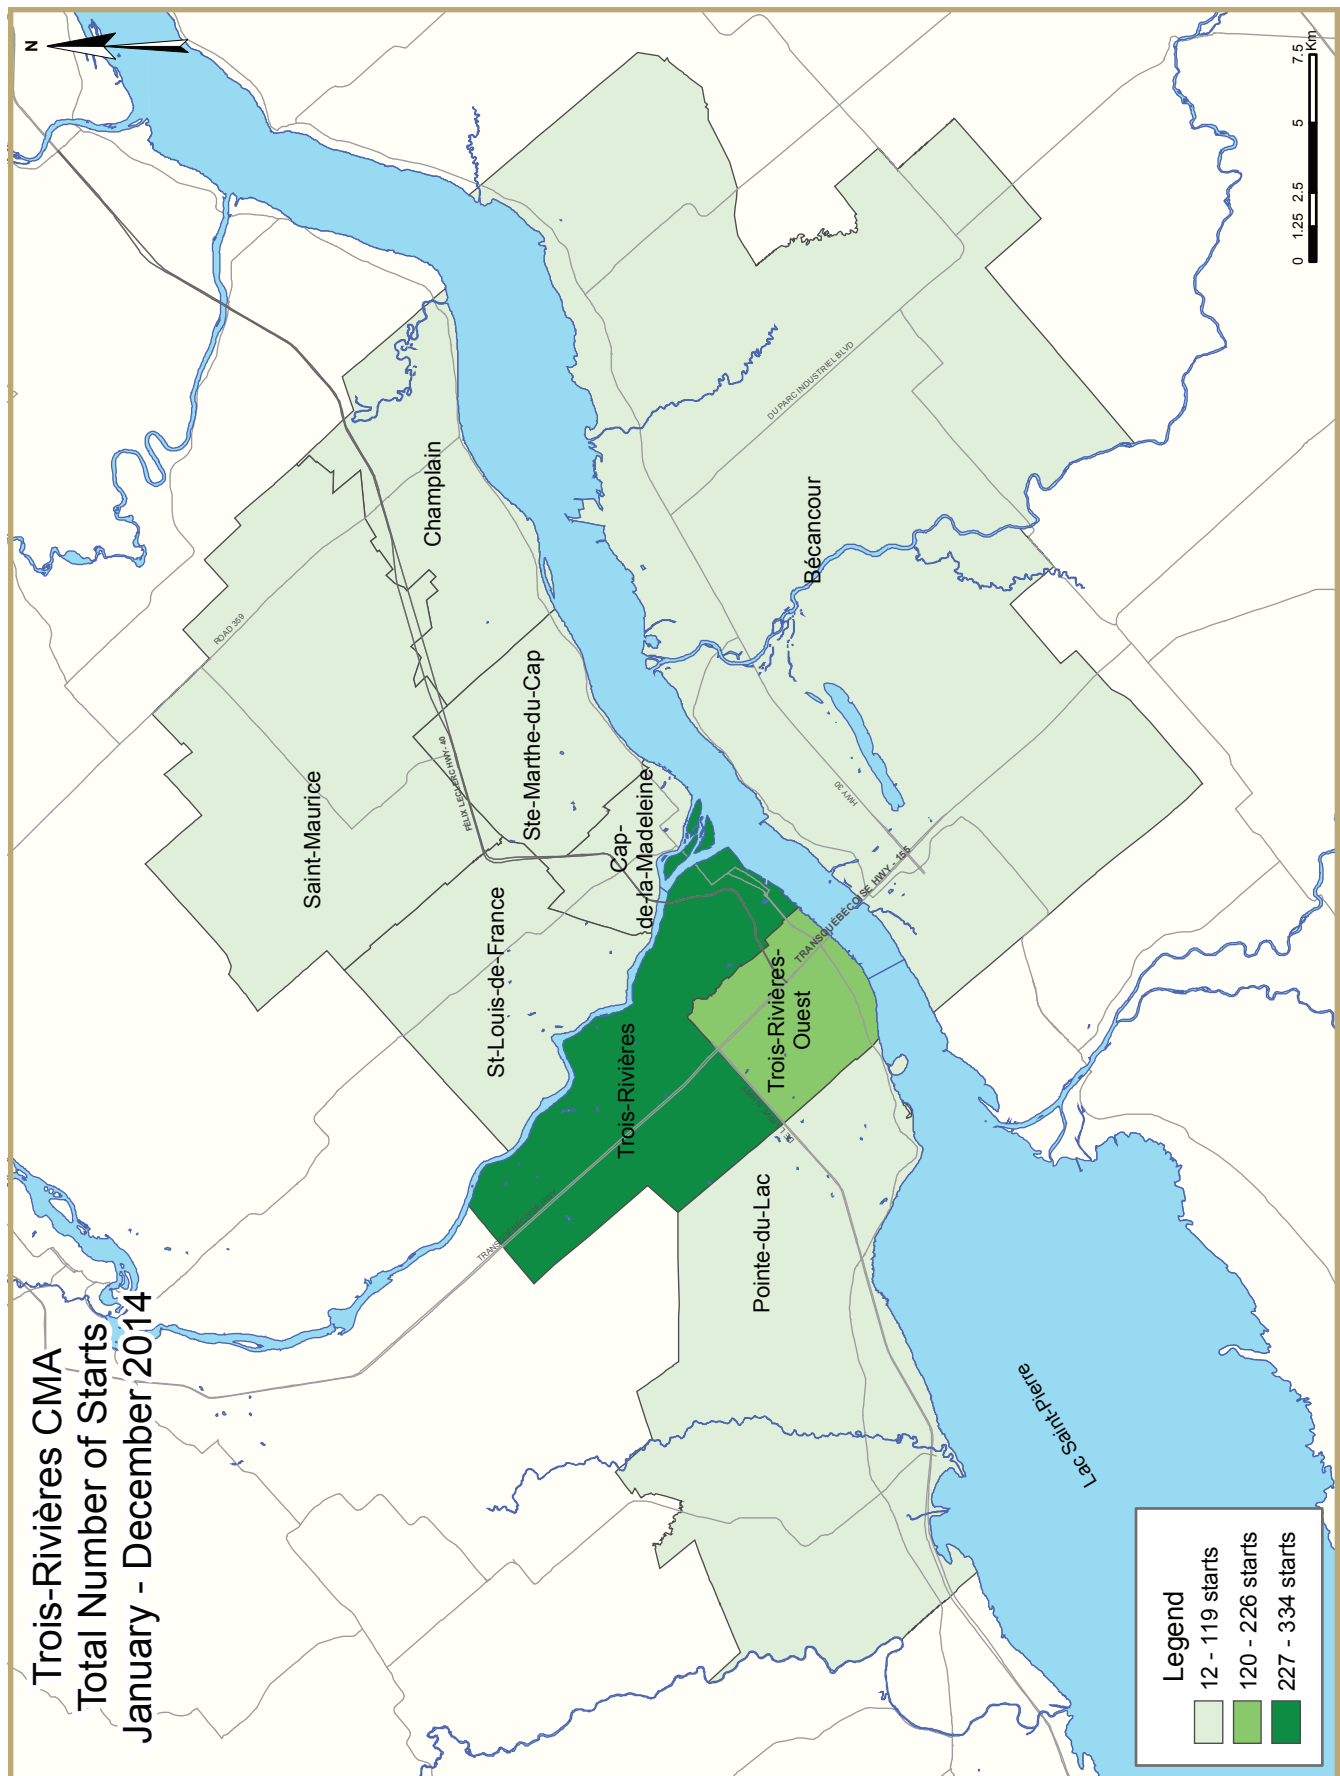 Trois-Rivières CMA
Total Number of Starts
January - December 2014
N
Saint-Maurice
ROAD 359
Champlain
FÉLIX LECLERC HWY - 40
Ste-Marthe-du-Cap
St-Louis-de-France
Cap-
de-la-Madeleine
Trois-Rivières
Trois-Rivières-
Ouest
Pointe-du-Lac
Bécancour
DU PARC INDUSTRIEL BLVD
HWY 30
TRANSQUÉBÉCOISE HWY - 155
Lac Saint-Pierre
Legend
12 - 119 starts
120 - 226 starts
227 - 334 starts
0 1.25 2.5 5 7.5
Km